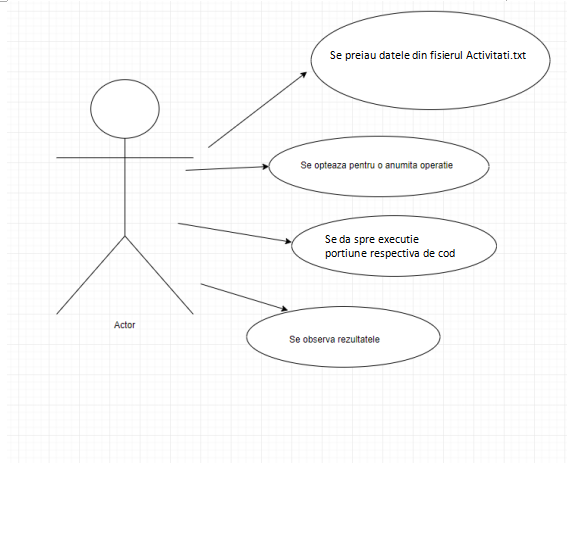 Se preiau datele din fisierul Activitati.txt
Se opteaza pentru o anumita operatie
Se da spre executie
portiune respectiva de cod
Actor
Se observa rezultatele